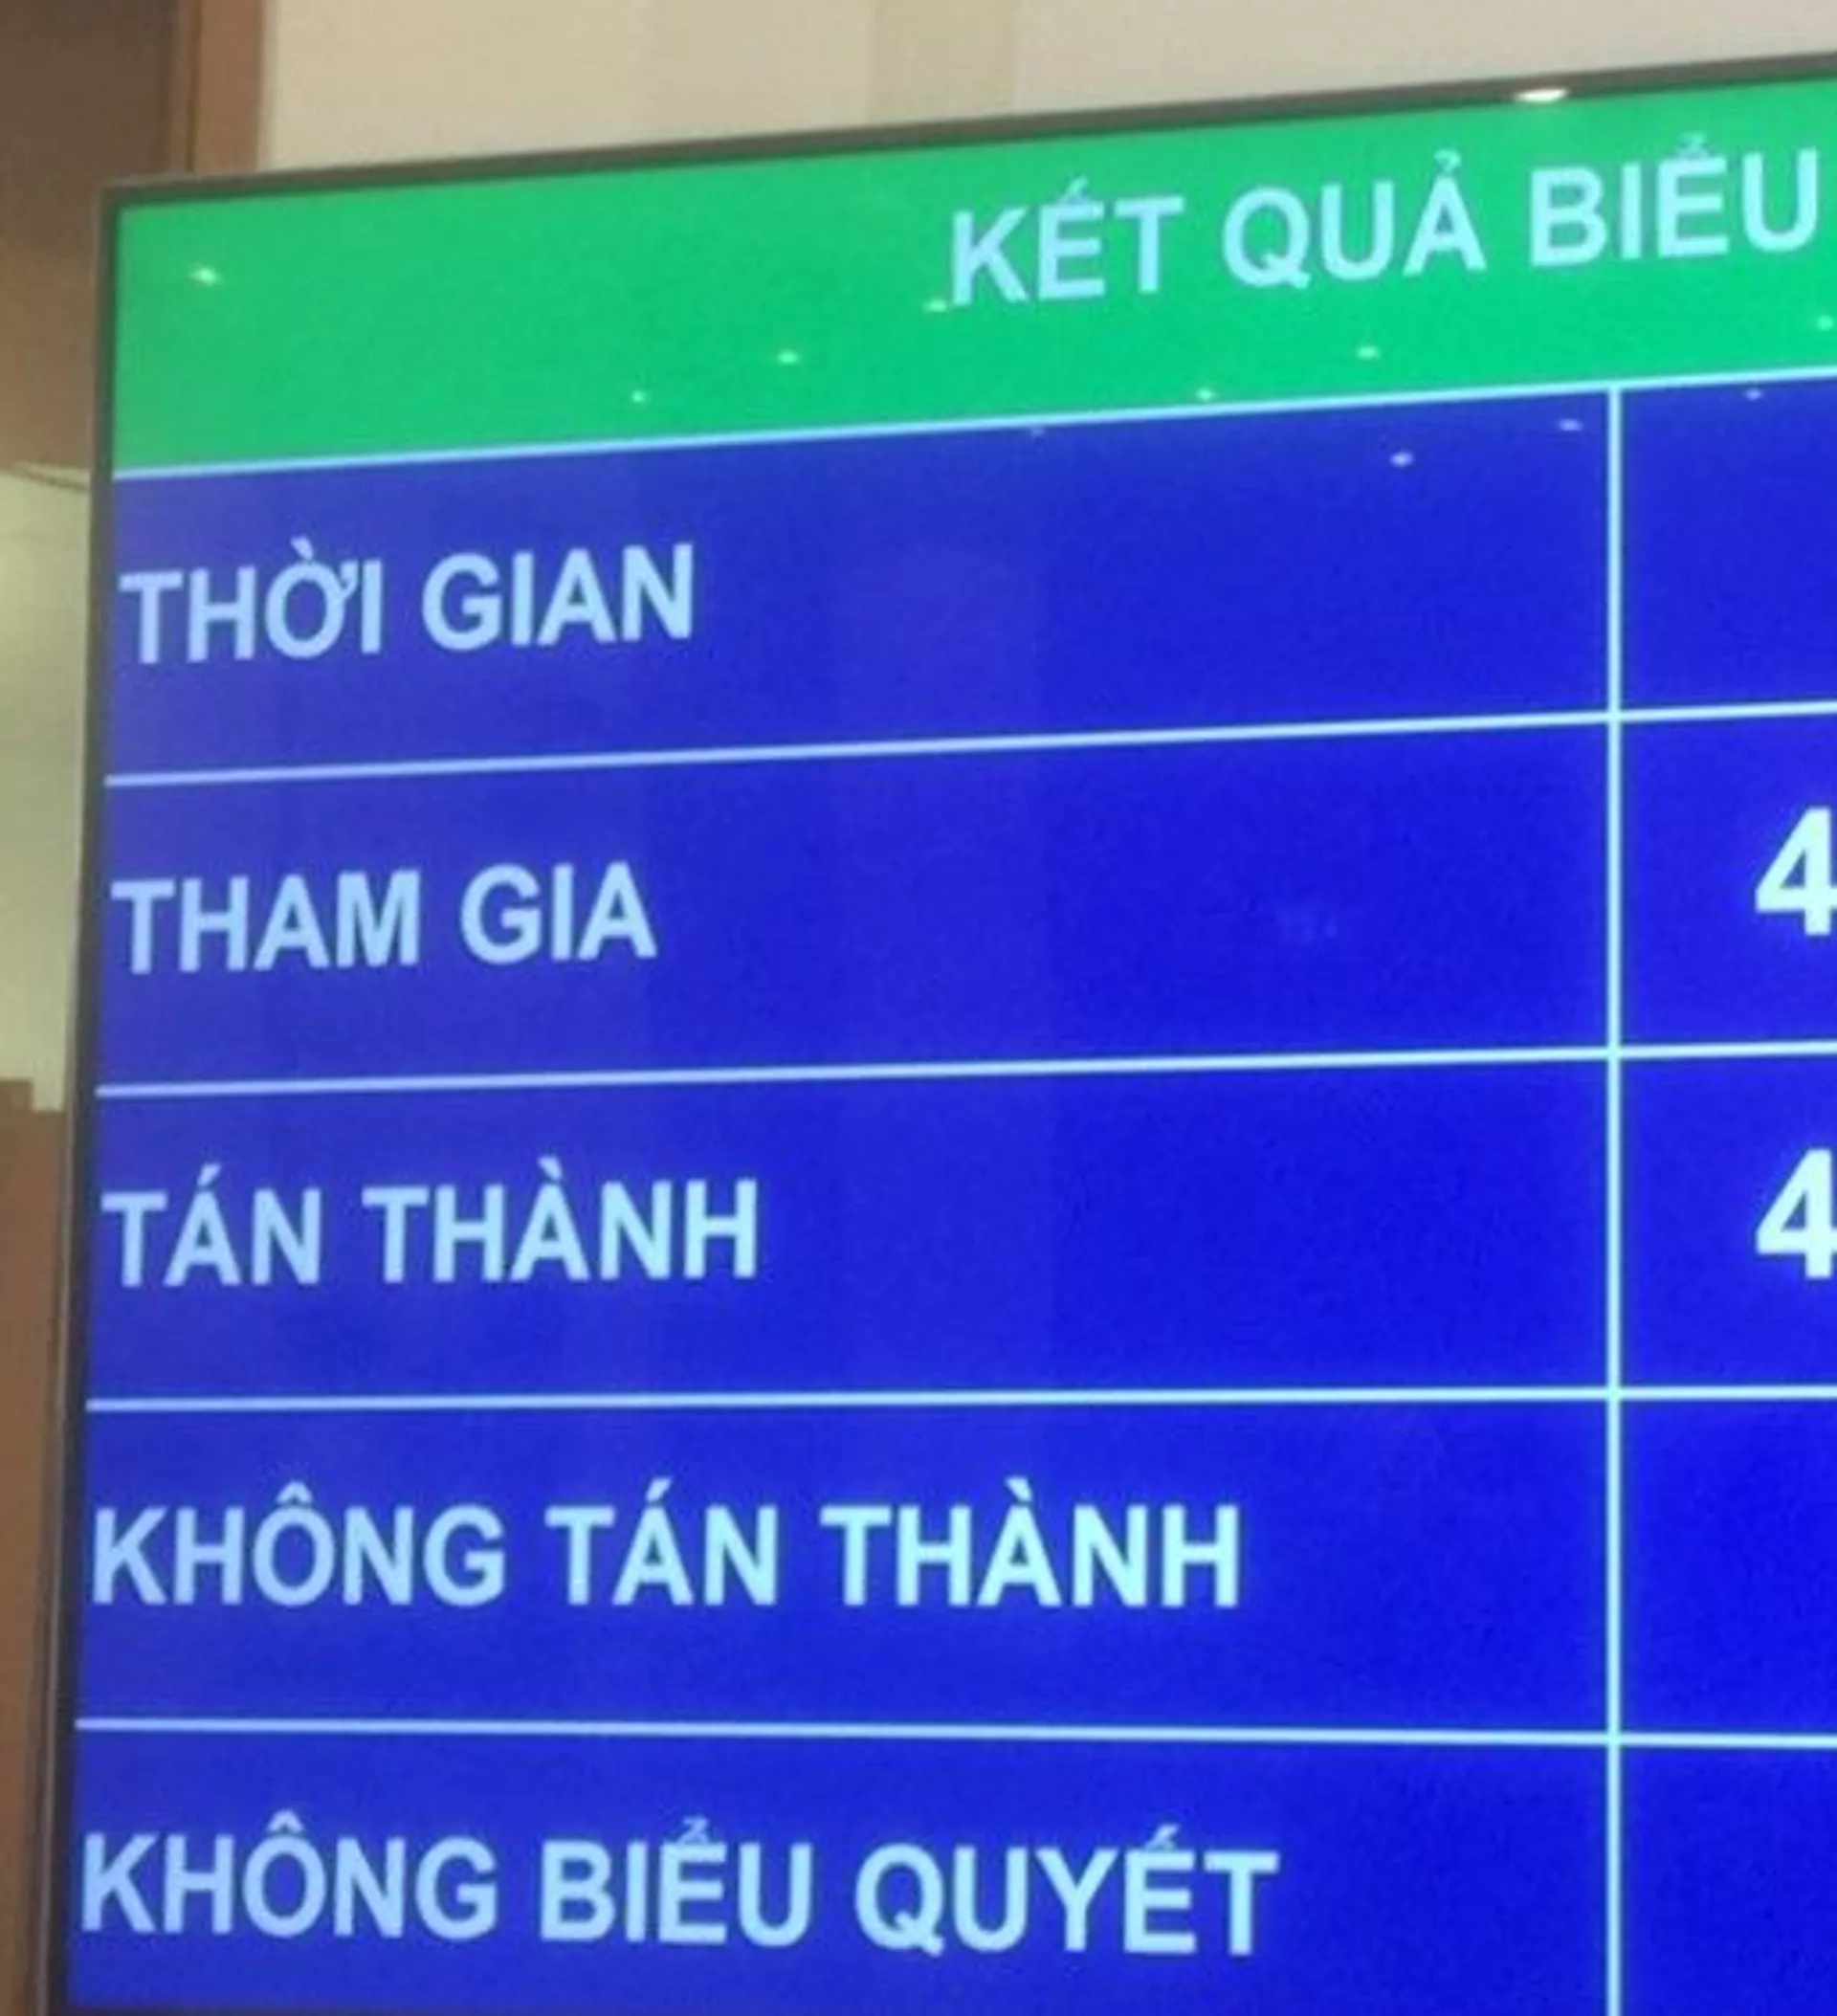 KẾT QUẢ BIỂU
THỜI GIAN
THAM GIA 4
TÁN THÀNH 4
KHÔNG TÁN THÀNH
KHÔNG BIỂU QUYẾT